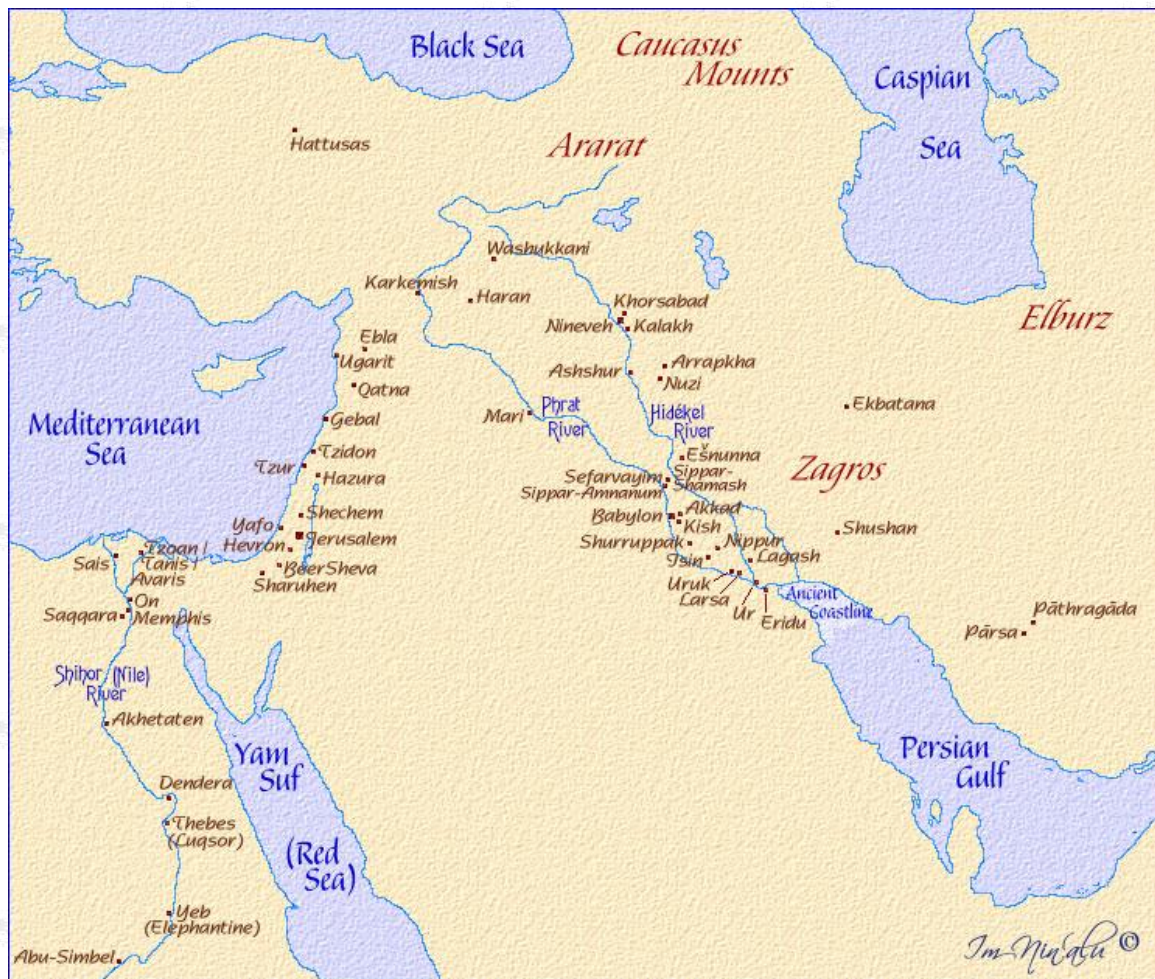 Black Sea
Caucasus
Mounts
Caspian
Sea
Hattusas
Ararat
Washukkani
Karkemish
Haran
Khorsabad
Nineveh
Kalakh
Elburz
Ebla
Ugarit
Qatna
Ashshur
Arrapkha
Nuzi
Ekbatana
Mediterranean
Sea
Gebal
Mari
Phrat
River
Hidékel
River
Tzidon
Tzur
Hazura
Ešnunna
Zagros
Sefarvayim
Sippar-
Shamash
Sippar-Amnanum
Shechem
Yafo
Jerusalem
Hevron
BeerSheva
Sharuhen
Babylon
Akkad
Kish
Shushan
Shurruppak
Nippur
Isin
Lagash
Uruk
Larsa
Ur
Eridu
Ancient
Coastline
Sais
Tzoan /
Tanis /
Avaris
On
Saqqara
Memphis
Pāthragāda
Pārsa
Shihor (Nile)
River
Akhetaten
Yam
Suf
Persian
Gulf
Dendera
Thebes
(Luqsor)
(Red
Sea)
Yeb
(Elephantine)
Abu-Simbel
Im Nin'alu ©